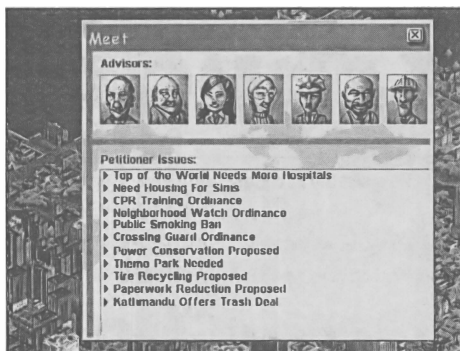 Meet
Advisors:
Petitioner Issues:
Top of the World Needs More Hospitals
Need Housing For Sims
CPR Training Ordinance
Neighborhood Watch Ordinance
Public Smoking Ban
Crossing Guard Ordinance
Power Conservation Proposed
Theme Park Needed
Tire Recycling Proposed
Paperwork Reduction Proposed
Kathmandu Offers Trash Deal